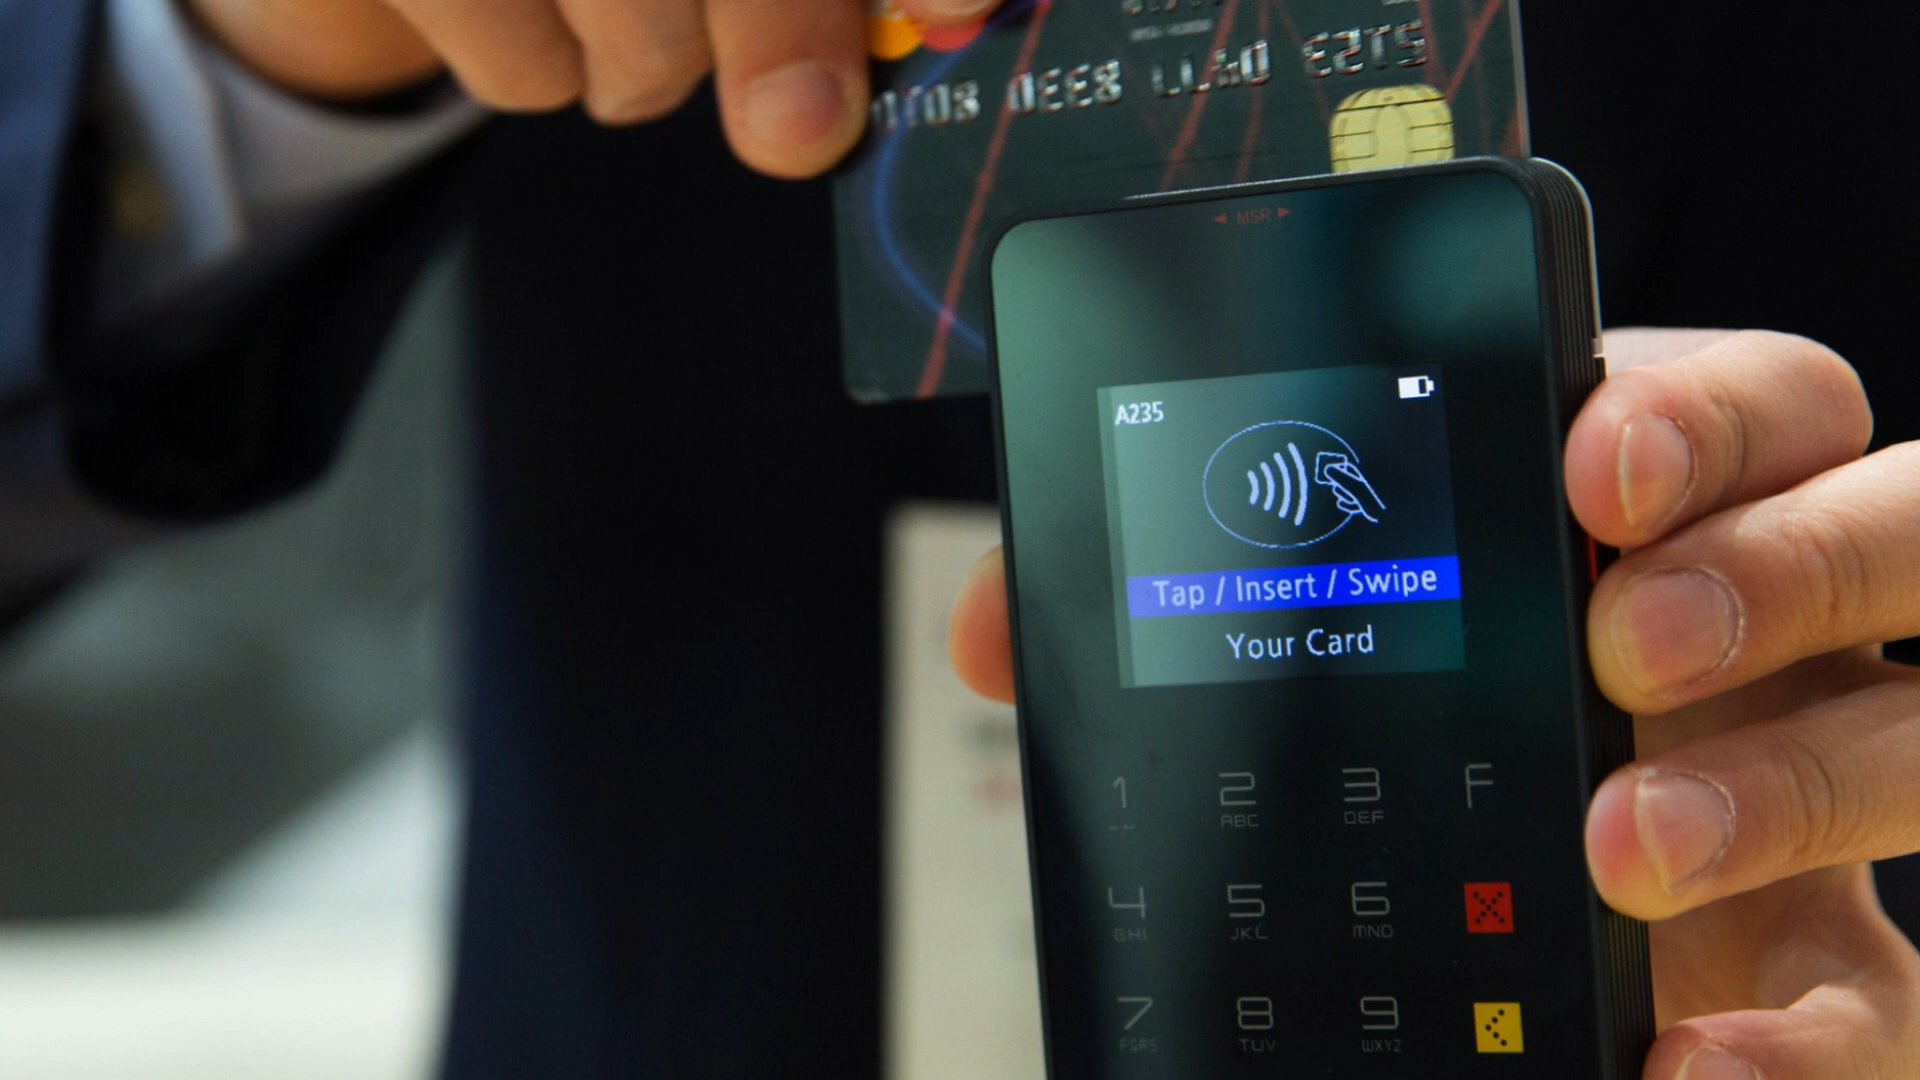 MSR
A235
Tap / Insert / Swipe
Your Card
1
2
3
F
ABC
DEF
4
5
6
GHI
JKL
MNO
7
8
9
PQRS
TUV
WXYZ